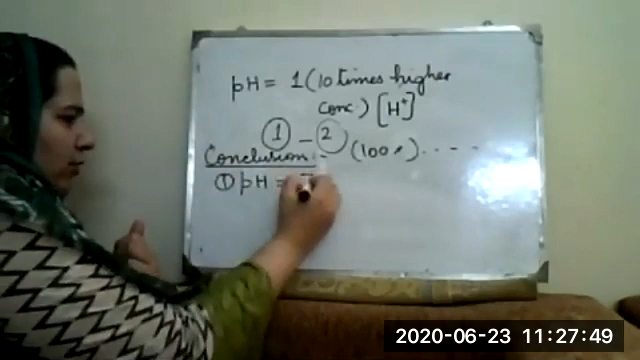 pH = 1 (10 times higher
conc.) [H⁺]
① - ②
(100 x) . . . .
Conclusion:-
① pH =
2020-06-23 11:27:49